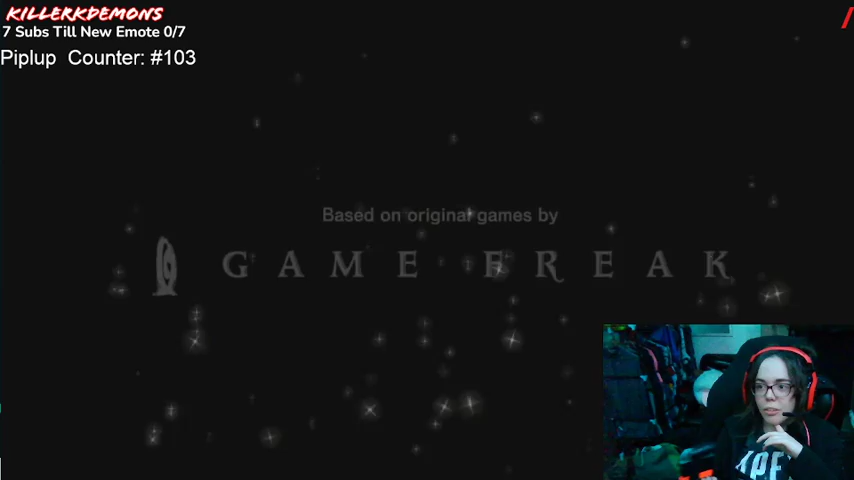 KILLERKDEMONS
7 Subs Till New Emote 0/7
Piplup Counter: #103
Based on original games by
GAME FREAK